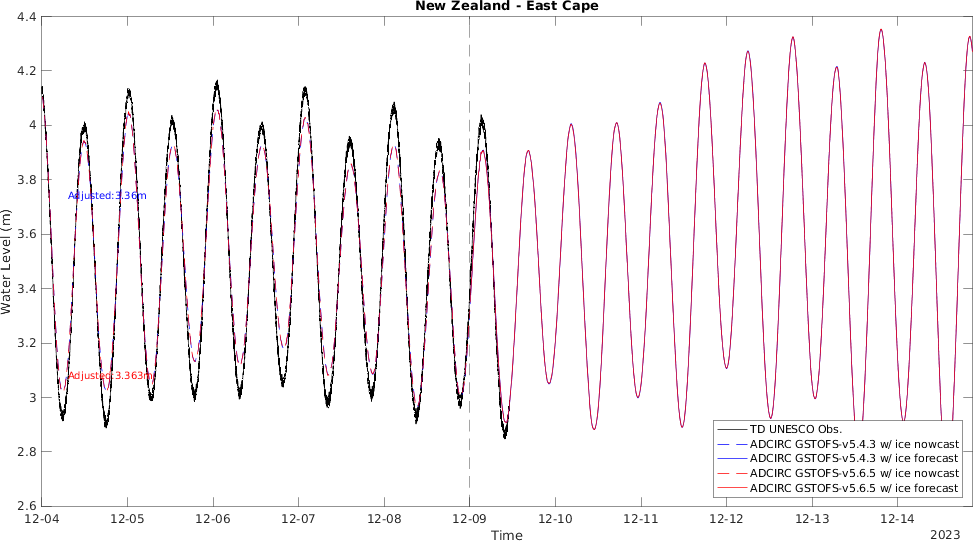 New Zealand - East Cape
4.4
4.2
4
3.8
3.6
3.4
3.2
3
2.8
2.6
Water Level (m)
Adjusted:3.36m
Adjusted:3.363m
TD UNESCO Obs.
ADCIRC GSTOFS-v5.4.3 w/ ice nowcast
ADCIRC GSTOFS-v5.4.3 w/ ice forecast
ADCIRC GSTOFS-v5.6.5 w/ ice nowcast
ADCIRC GSTOFS-v5.6.5 w/ ice forecast
12-04 12-05 12-06 12-07 12-08 12-09 12-10 12-11 12-12 12-13 12-14
Time
2023